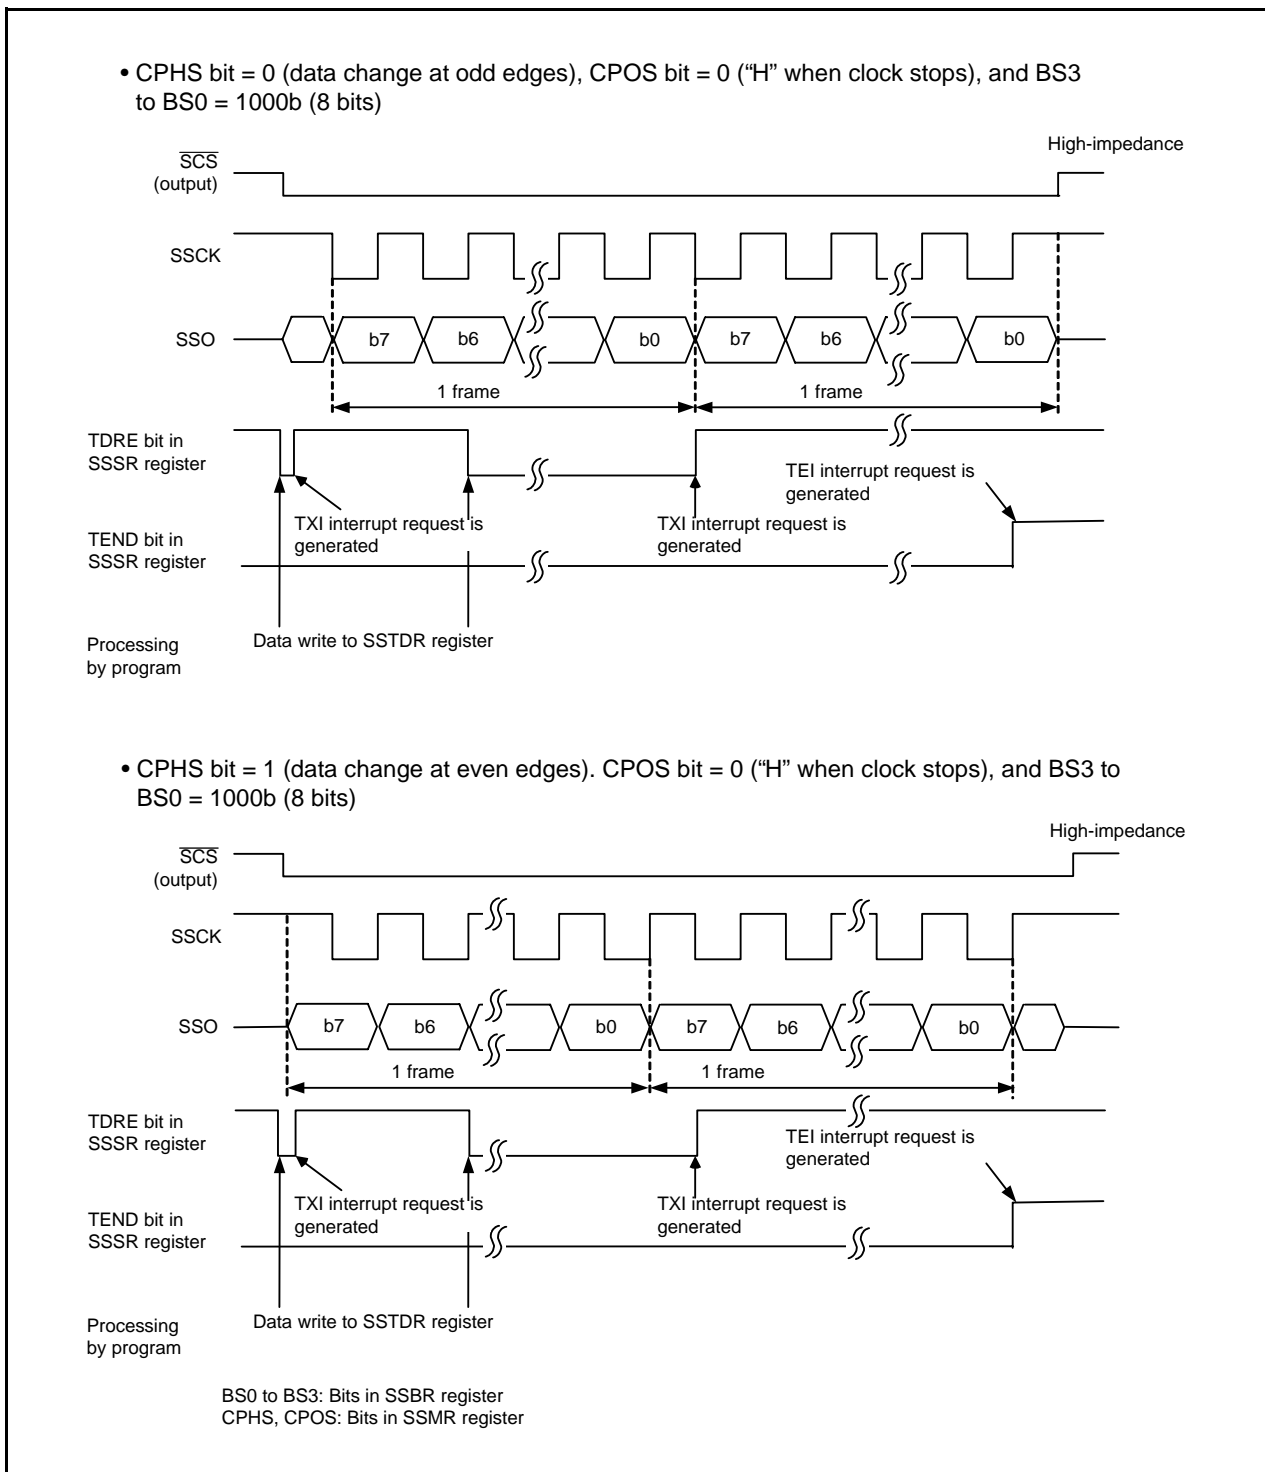 • CPHS bit = 0 (data change at odd edges), CPOS bit = 0 (“H” when clock stops), and BS3
to BS0 = 1000b (8 bits)
High-impedance
SCS
(output)
SSCK
SSO
b7
b6
b0
b7
b6
b0
1 frame
1 frame
TDRE bit in
SSSR register
TEI interrupt request is
generated
TXI interrupt request is
generated
TXI interrupt request is
generated
TEND bit in
SSSR register
Processing
by program
Data write to SSTDR register
• CPHS bit = 1 (data change at even edges). CPOS bit = 0 (“H” when clock stops), and BS3 to
BS0 = 1000b (8 bits)
High-impedance
SCS
(output)
SSCK
SSO
b7
b6
b0
b7
b6
b0
1 frame
1 frame
TDRE bit in
SSSR register
TEI interrupt request is
generated
TXI interrupt request is
generated
TXI interrupt request is
generated
TEND bit in
SSSR register
Processing
by program
Data write to SSTDR register
BS0 to BS3: Bits in SSBR register
CPHS, CPOS: Bits in SSMR register